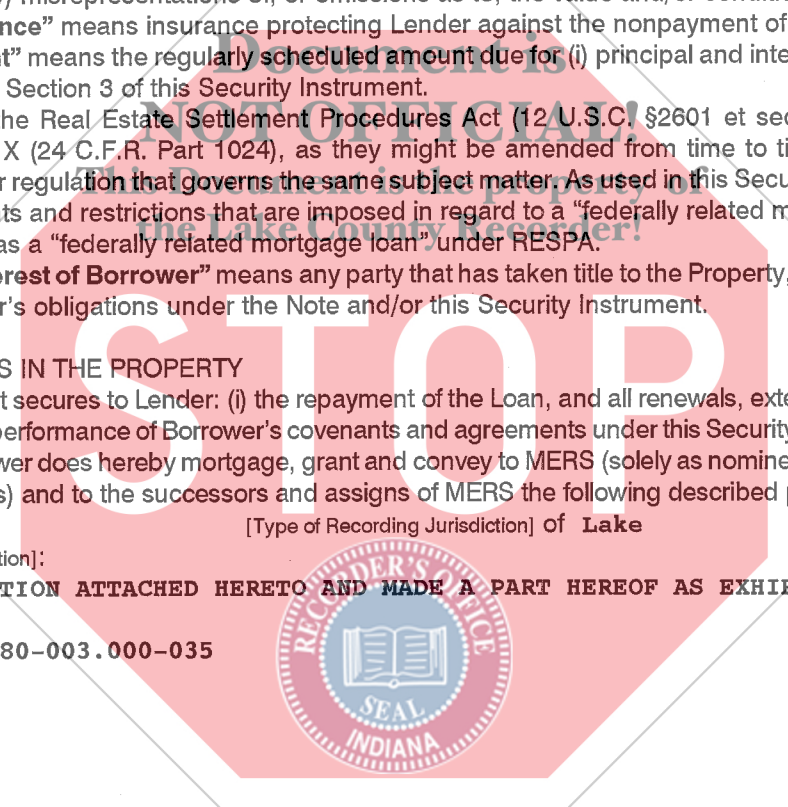 misrepresentations of, or omissions as to, the value and/or
nce” means insurance protecting Lender against the nonpayment of
t” means the regularly scheduled amount due for (i) principal and inte
Document is
Section 3 of this Security Instrument.
NOT OFFICIAL!
he Real Estate Settlement Procedures Act (12 U.S.C. §2601 et sec
X (24 C.F.R. Part 1024), as they might be amended from time to ti
This Document is the property of
r regulation that governs the same subject matter. As used in this Secu
ts and restrictions that are imposed in regard to a “federally related m
the Lake County Recorder!
as a “federally related mortgage loan” under RESPA.
erest of Borrower” means any party that has taken title to the Property,
r’s obligations under the Note and/or this Security Instrument.
STOP
S IN THE PROPERTY
t secures to Lender: (i) the repayment of the Loan, and all renewals, exte
performance of Borrower’s covenants and agreements under this Security
wer does hereby mortgage, grant and convey to MERS (solely as nomine
s) and to the successors and assigns of MERS the following described p
[Type of Recording Jurisdiction] of Lake
tion]:
TION ATTACHED HERETO AND MADE A PART HEREOF AS EXHIB
80-003.000-035
RECORDER'S OFFICE
SEAL
INDIANA